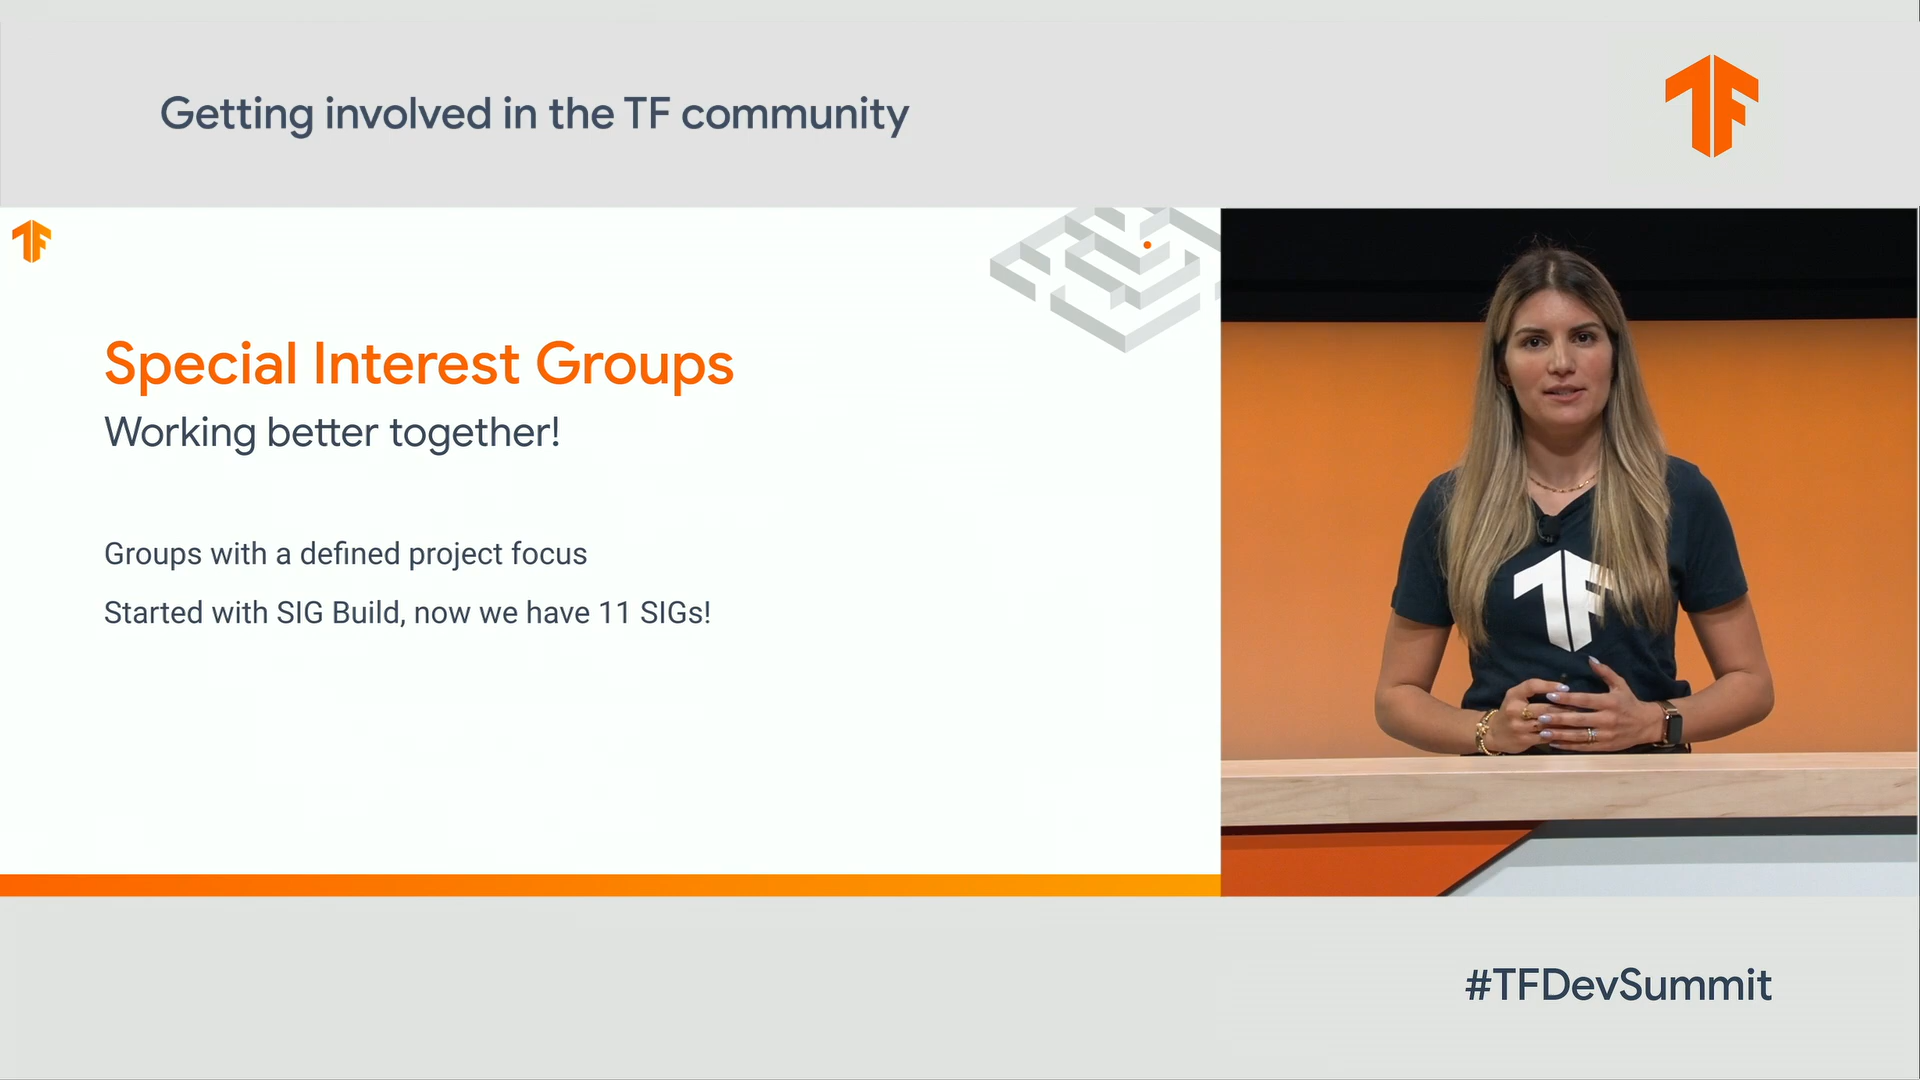 Getting involved in the TF community
Special Interest Groups
Working better together!
Groups with a defined project focus
Started with SIG Build, now we have 11 SIGs!
#TFDevSummit